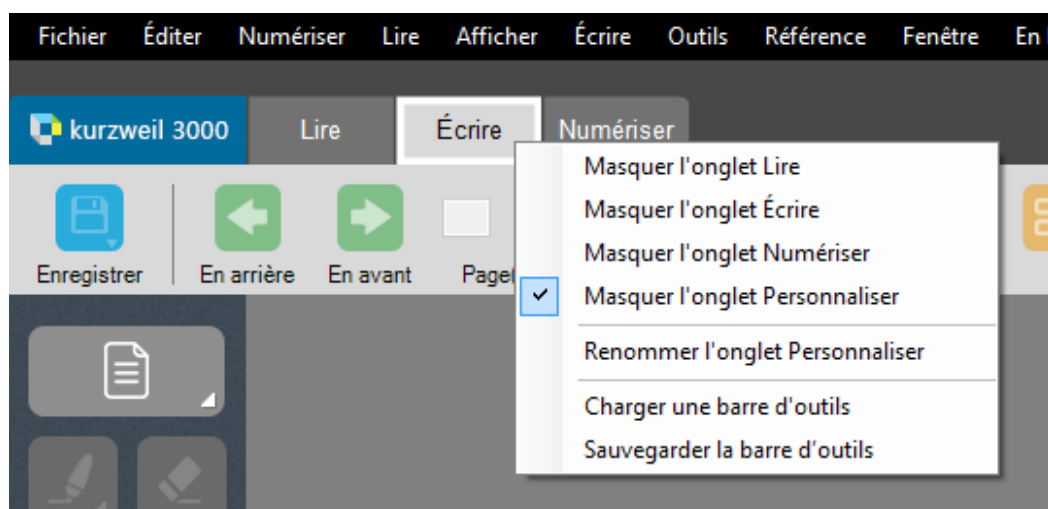 Fichier Éditer Numériser Lire Afficher Écrire Outils Référence Fenêtre En
kurzweil 3000 Lire Écrire Numériser
Masquer l'onglet Lire
Masquer l'onglet Écrire
Masquer l'onglet Numériser
Masquer l'onglet Personnaliser
Renommer l'onglet Personnaliser
Charger une barre d'outils
Sauvegarder la barre d'outils
Enregistrer En arrière En avant Page